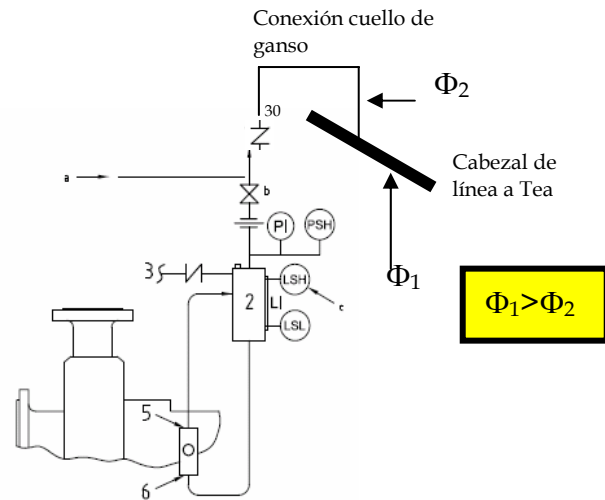 Conexión cuello de
ganso
Φ2
30
Cabezal de
línea a Tea
a
b
PI
PSH
3
Φ1
LSH
2
LI
c
Φ1>Φ2
LSL
5
6